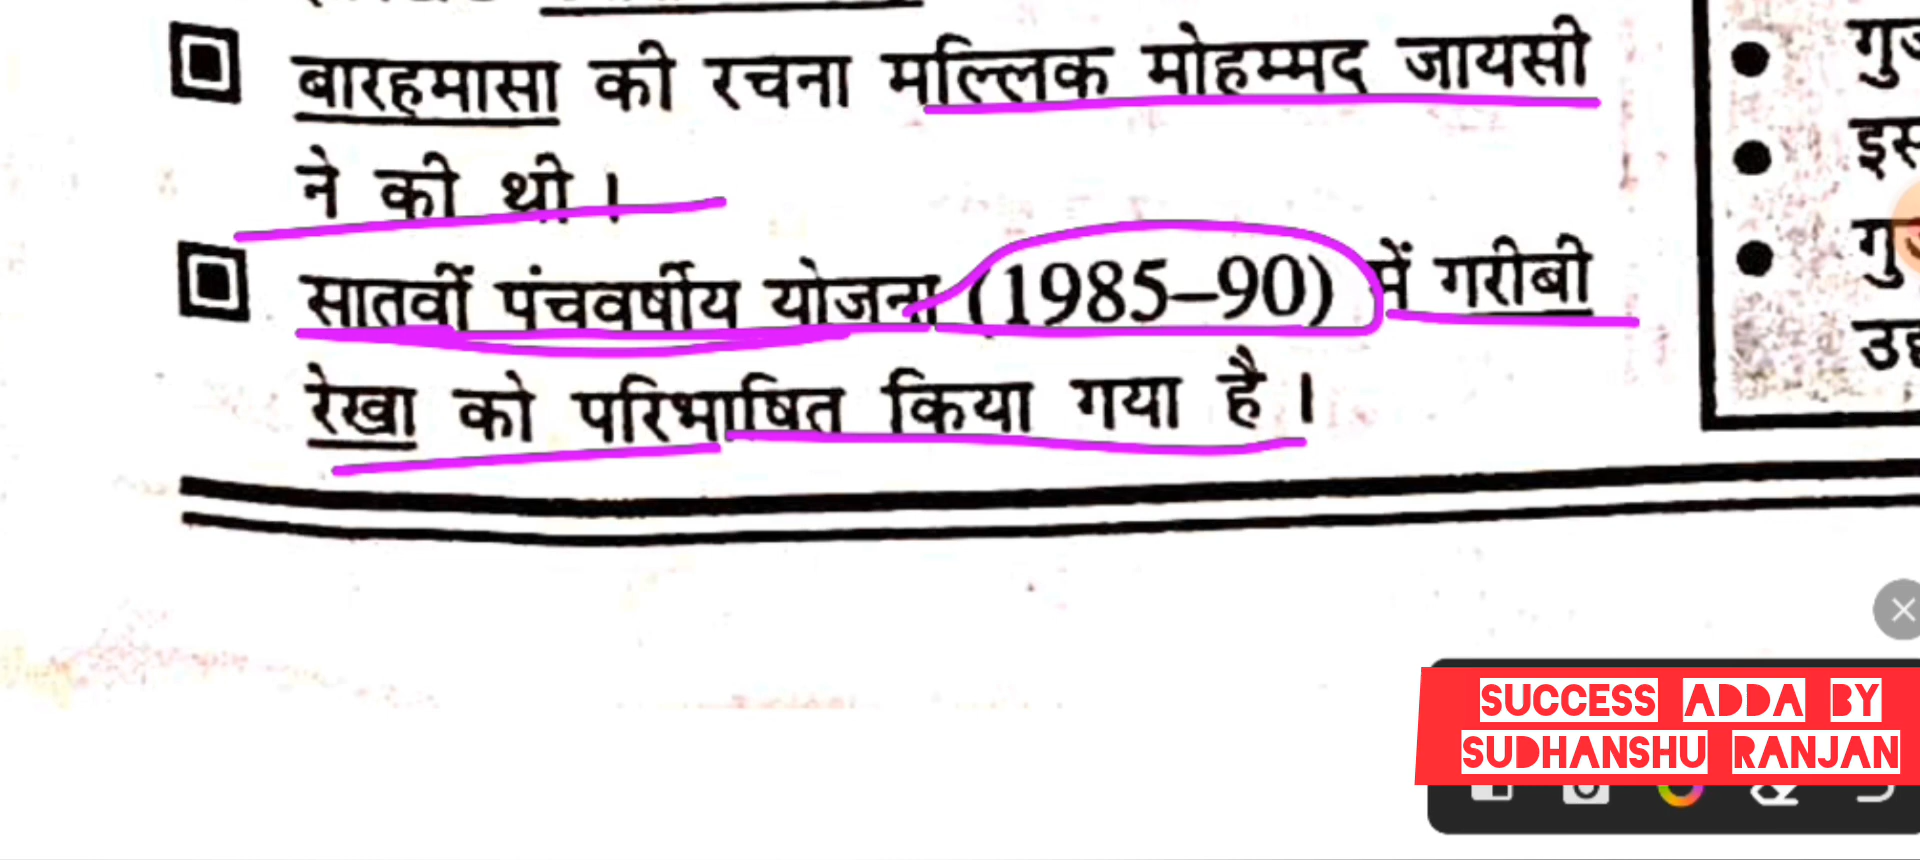 बारहमासा की रचना मल्लिक मोहम्मद जायसी
ने की थी।
सातवीं पंचवर्षीय योजना (1985–90) में गरीबी
रेखा को परिभाषित किया गया है।
SUCCESS ADDA BY
SUDHANSHU RANJAN